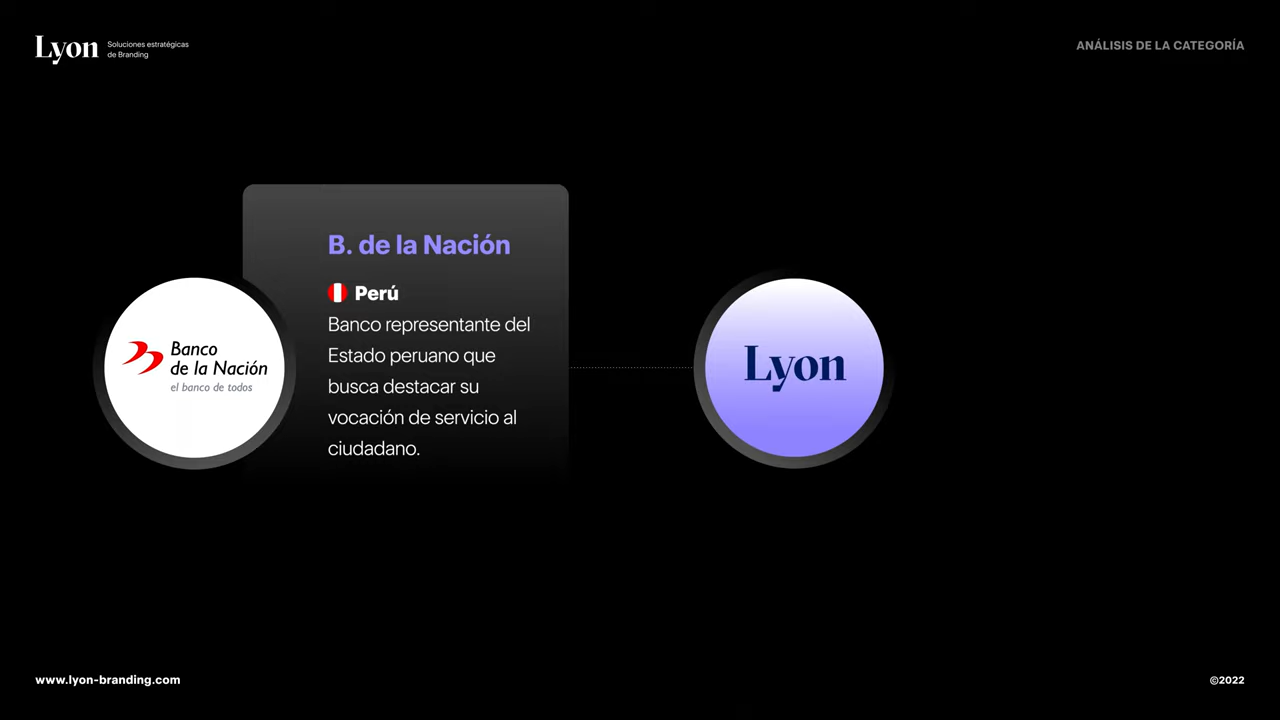 Lyon
Soluciones estratégicas
de Branding
ANÁLISIS DE LA CATEGORÍA
B. de la Nación
Perú
Banco representante del
Estado peruano que
busca destacar su
vocación de servicio al
ciudadano.
Banco
de la Nación
el banco de todos
Lyon
www.lyon-branding.com
©2022